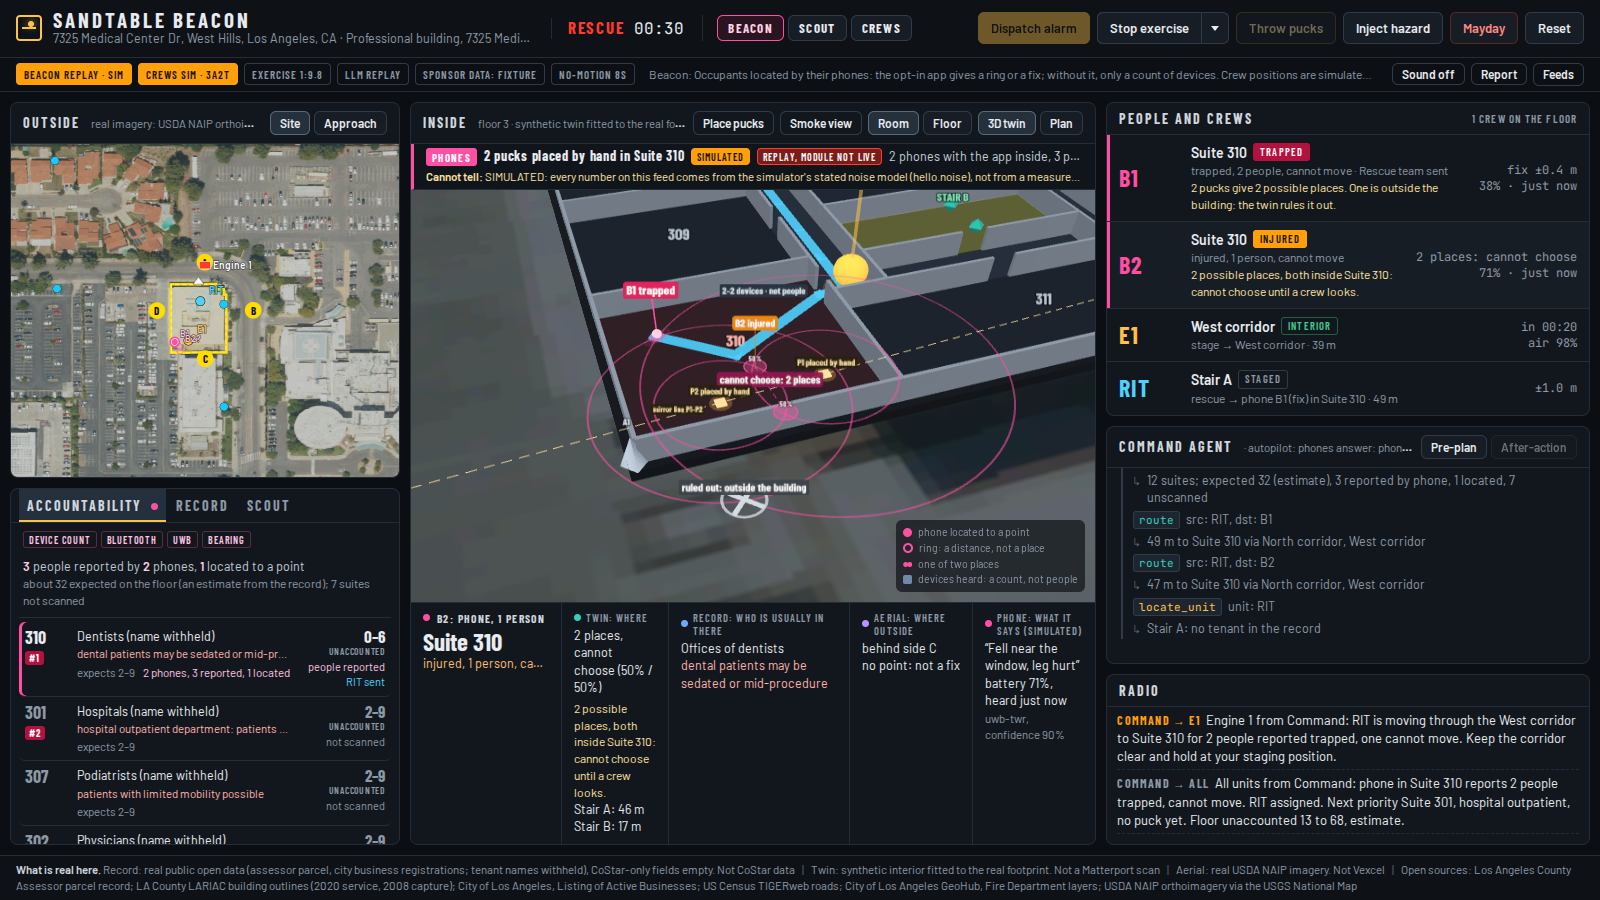 SANDTABLE BEACON
7325 Medical Center Dr, West Hills, Los Angeles, CA · Professional building, 7325 Medi...
RESCUE 00:30
BEACON
SCOUT
CREWS
Dispatch alarm
Stop exercise
Throw pucks
Inject hazard
Mayday
Reset
BEACON REPLAY · SIM
CREWS SIM · 3A2T
EXERCISE 1:9.8
LLM REPLAY
SPONSOR DATA: FIXTURE
NO-MOTION 8S
Beacon: Occupants located by their phones: the opt-in app gives a ring or a fix; without it, only a count of devices. Crew positions are simulate...
Sound off
Report
Feeds
OUTSIDE
real imagery: USDA NAIP orthoi...
Site
Approach
Engine 1
RIT
D
B
E1
C
ACCOUNTABILITY
RECORD
SCOUT
DEVICE COUNT
BLUETOOTH
UWB
BEARING
3 people reported by 2 phones, 1 located to a point
about 32 expected on the floor (an estimate from the record); 7 suites
not scanned
310
#1
Dentists (name withheld)
dental patients may be sedated or mid-pr...
expects 2–9 2 phones, 3 reported, 1 located
0–6
UNACCOUNTED
people reported
RIT sent
301
#2
Hospitals (name withheld)
hospital outpatient department: patients ...
expects 2–9
2–9
UNACCOUNTED
not scanned
307
Podiatrists (name withheld)
patients with limited mobility possible
expects 2–9
2–9
UNACCOUNTED
not scanned
302
Physicians (name withheld)
2–9
INSIDE
floor 3 · synthetic twin fitted to the real fo...
Place pucks
Smoke view
Room
Floor
3D twin
Plan
PHONES
2 pucks placed by hand in Suite 310
SIMULATED
REPLAY, MODULE NOT LIVE
2 phones with the app inside, 3 p...
Cannot tell: SIMULATED: every number on this feed comes from the simulator's stated noise model (hello.noise), not from a measure...
STAIR B
309
B1 trapped
2-2 devices · not people
311
B2 injured
310
50%
P1 placed by hand
cannot choose: 2 places
P2 placed by hand
50%
mirror line P1-P2
ruled out: outside the building
phone located to a point
ring: a distance, not a place
one of two places
devices heard: a count, not people
B2: PHONE, 1 PERSON
Suite 310
injured, 1 person, ca...
TWIN: WHERE
2 places,
cannot
choose (50% /
50%)
2 possible
places, both
inside Suite 310:
cannot choose
until a crew
looks.
Stair A: 46 m
Stair B: 17 m
RECORD: WHO IS USUALLY IN
THERE
Offices of dentists
dental patients may be
sedated or mid-procedure
AERIAL: WHERE
OUTSIDE
behind side C
no point: not a fix
PHONE: WHAT IT
SAYS (SIMULATED)
“Fell near the
window, leg hurt”
battery 71%,
heard just now
uwb-twr,
confidence 90%
PEOPLE AND CREWS
1 CREW ON THE FLOOR
B1
Suite 310 TRAPPED
trapped, 2 people, cannot move · Rescue team sent
2 pucks give 2 possible places. One is outside the
building: the twin rules it out.
fix ±0.4 m
38% · just now
B2
Suite 310 INJURED
injured, 1 person, cannot move
2 possible places, both inside Suite 310:
cannot choose until a crew looks.
2 places: cannot choose
71% · just now
E1
West corridor INTERIOR
stage → West corridor · 39 m
in 00:20
air 98%
RIT
Stair A STAGED
rescue → phone B1 (fix) in Suite 310 · 49 m
±1.0 m
COMMAND AGENT
· autopilot: phones answer: phon...
Pre-plan
After-action
↳ 12 suites; expected 32 (estimate), 3 reported by phone, 1 located, 7
unscanned
route src: RIT, dst: B1
↳ 49 m to Suite 310 via North corridor, West corridor
route src: RIT, dst: B2
↳ 47 m to Suite 310 via North corridor, West corridor
locate_unit unit: RIT
↳ Stair A: no tenant in the record
RADIO
COMMAND → E1 Engine 1 from Command: RIT is moving through the West corridor
to Suite 310 for 2 people reported trapped, one cannot move. Keep the corridor
clear and hold at your staging position.
COMMAND → ALL All units from Command: phone in Suite 310 reports 2 people
trapped, cannot move. RIT assigned. Next priority Suite 301, hospital outpatient,
no puck yet. Floor unaccounted 13 to 68, estimate.
What is real here. Record: real public open data (assessor parcel, city business registrations; tenant names withheld), CoStar-only fields empty. Not CoStar data | Twin: synthetic interior fitted to the real footprint. Not a Matterport scan | Aerial: real USDA NAIP imagery. Not Vexcel | Open sources: Los Angeles County
Assessor parcel record; LA County LARIAC building outlines (2020 service, 2008 capture); City of Los Angeles, Listing of Active Businesses; US Census TIGERweb roads; City of Los Angeles GeoHub, Fire Department layers; USDA NAIP orthoimagery via the USGS National Map